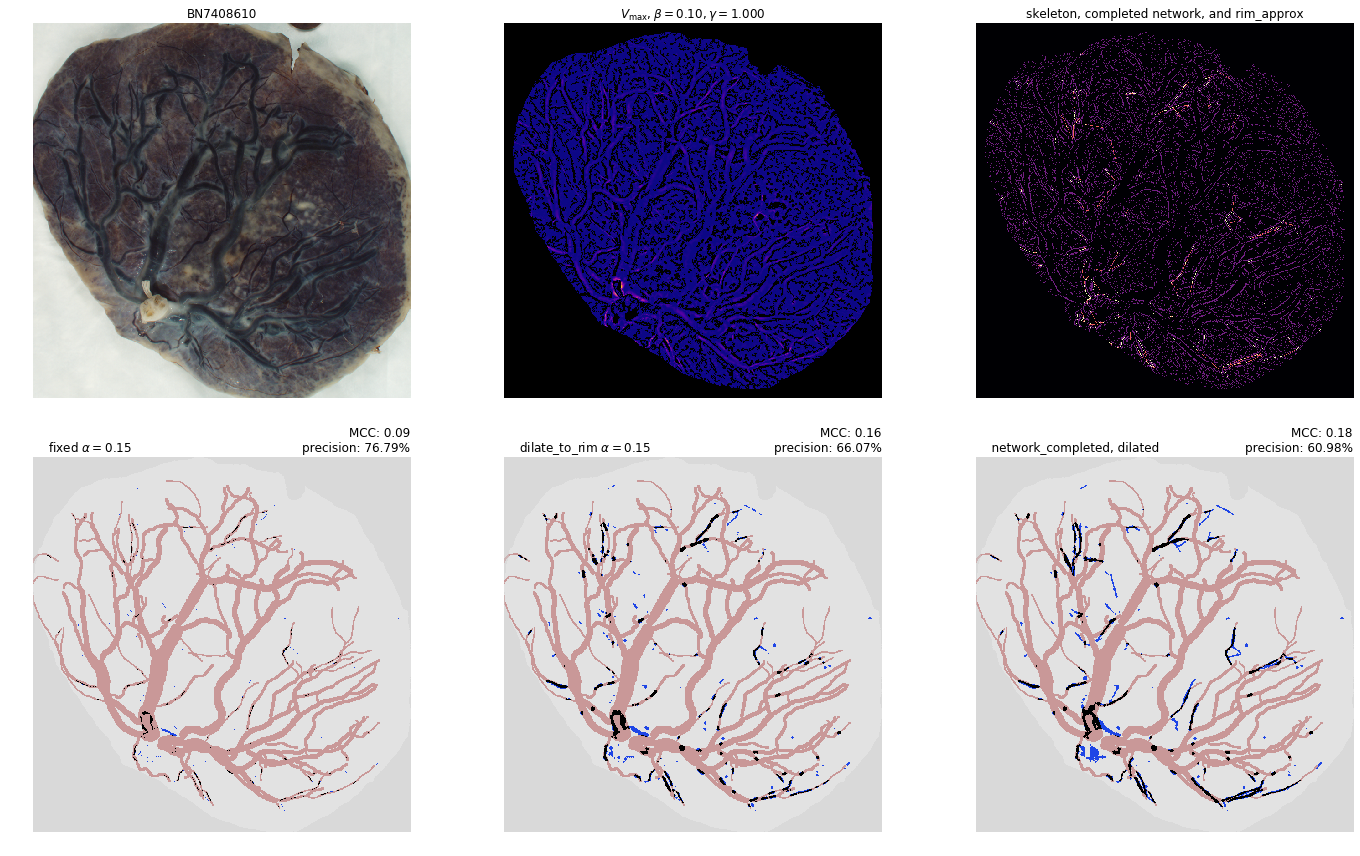 BN7408610
V_max, β = 0.10, γ = 1.000
skeleton, completed network, and rim_approx
fixed α = 0.15
MCC: 0.09
precision: 76.79%
dilate_to_rim α = 0.15
MCC: 0.16
precision: 66.07%
network_completed, dilated
MCC: 0.18
precision: 60.98%